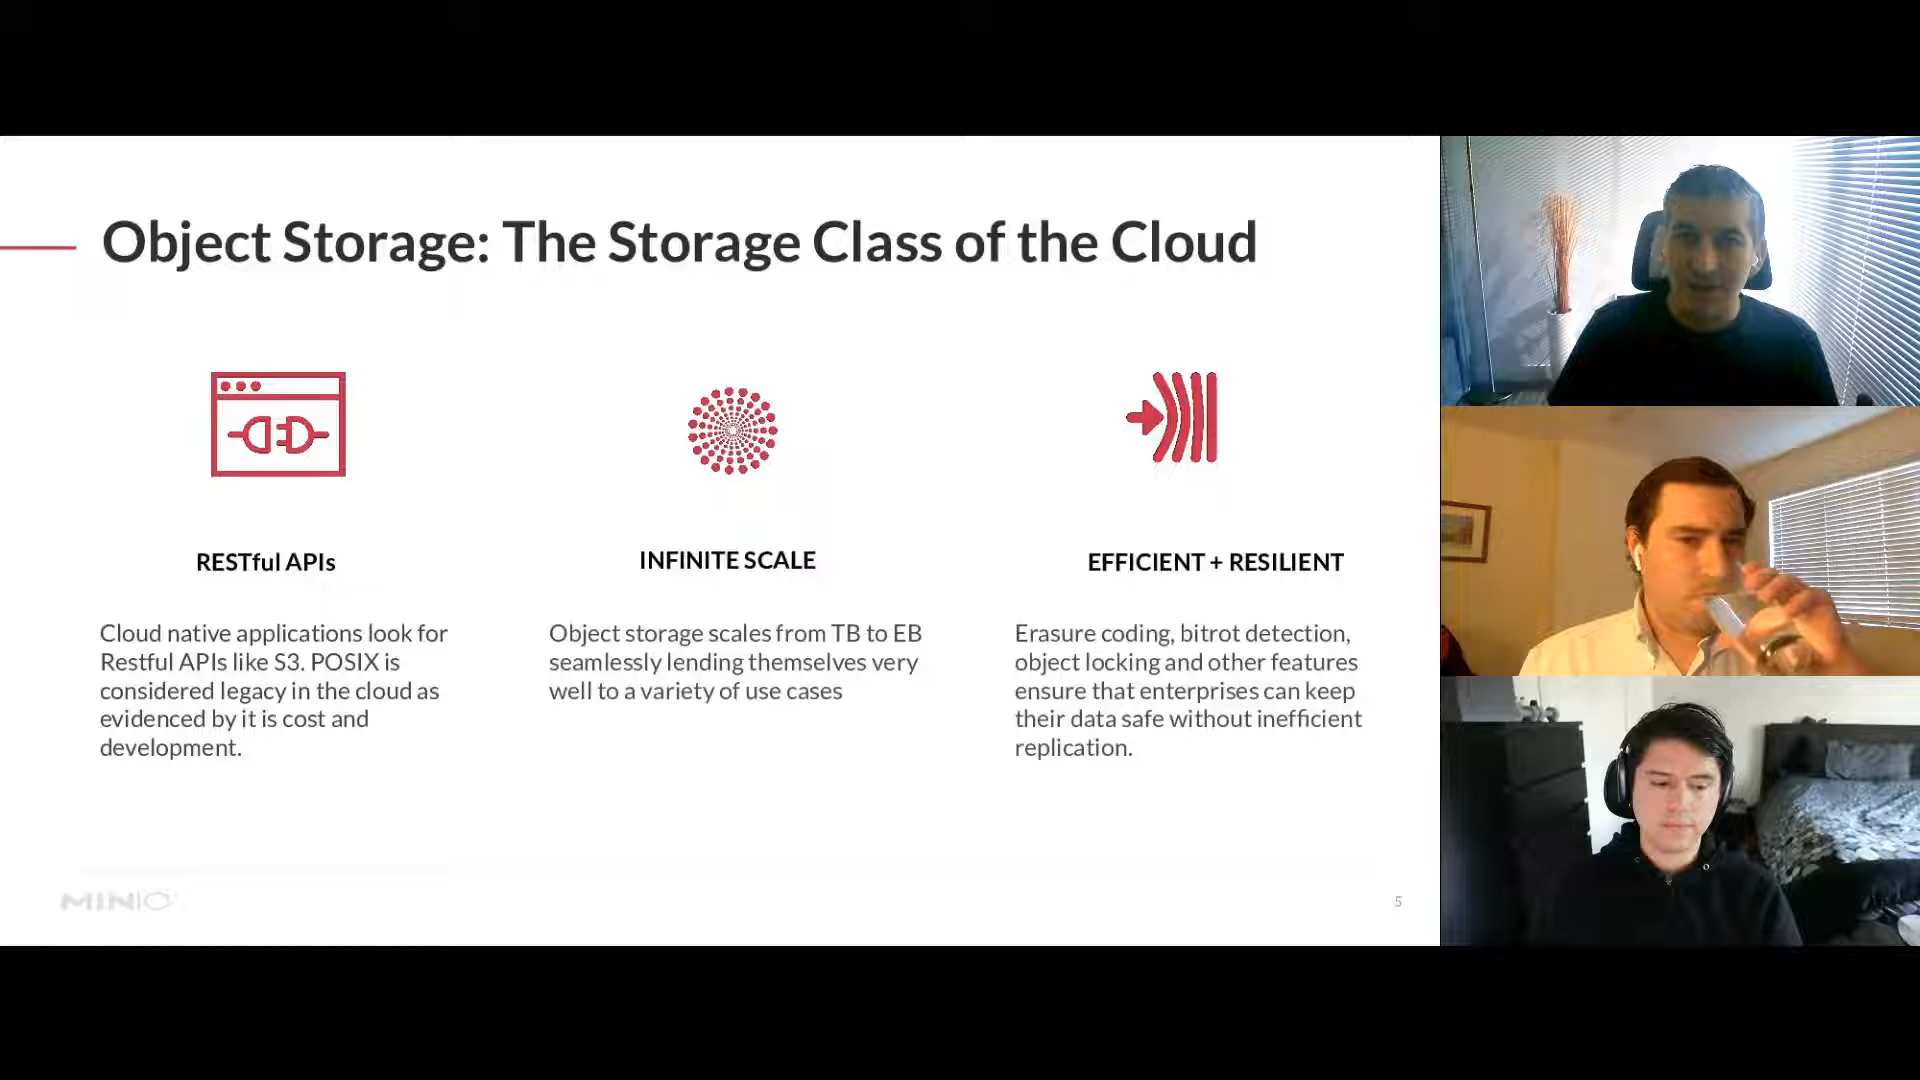 Object Storage: The Storage Class of the Cloud
RESTful APIs
Cloud native applications look for
Restful APIs like S3. POSIX is
considered legacy in the cloud as
evidenced by it is cost and
development.
INFINITE SCALE
Object storage scales from TB to EB
seamlessly lending themselves very
well to a variety of use cases
EFFICIENT + RESILIENT
Erasure coding, bitrot detection,
object locking and other features
ensure that enterprises can keep
their data safe without inefficient
replication.
MINIO
5